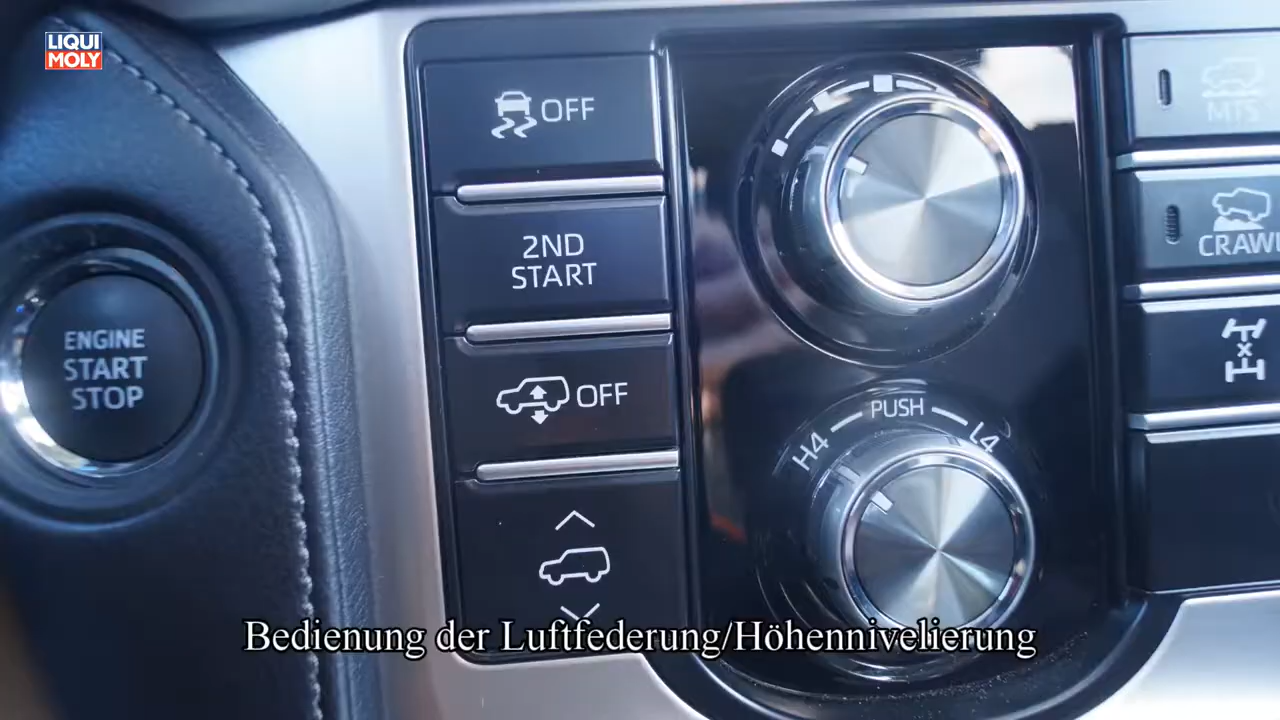 LIQUI
MOLY
OFF
2ND
START
OFF
ENGINE
START
STOP
PUSH
H4
L4
MTS
CRAWL
Bedienung der Luftfederung/Höhennivelierung